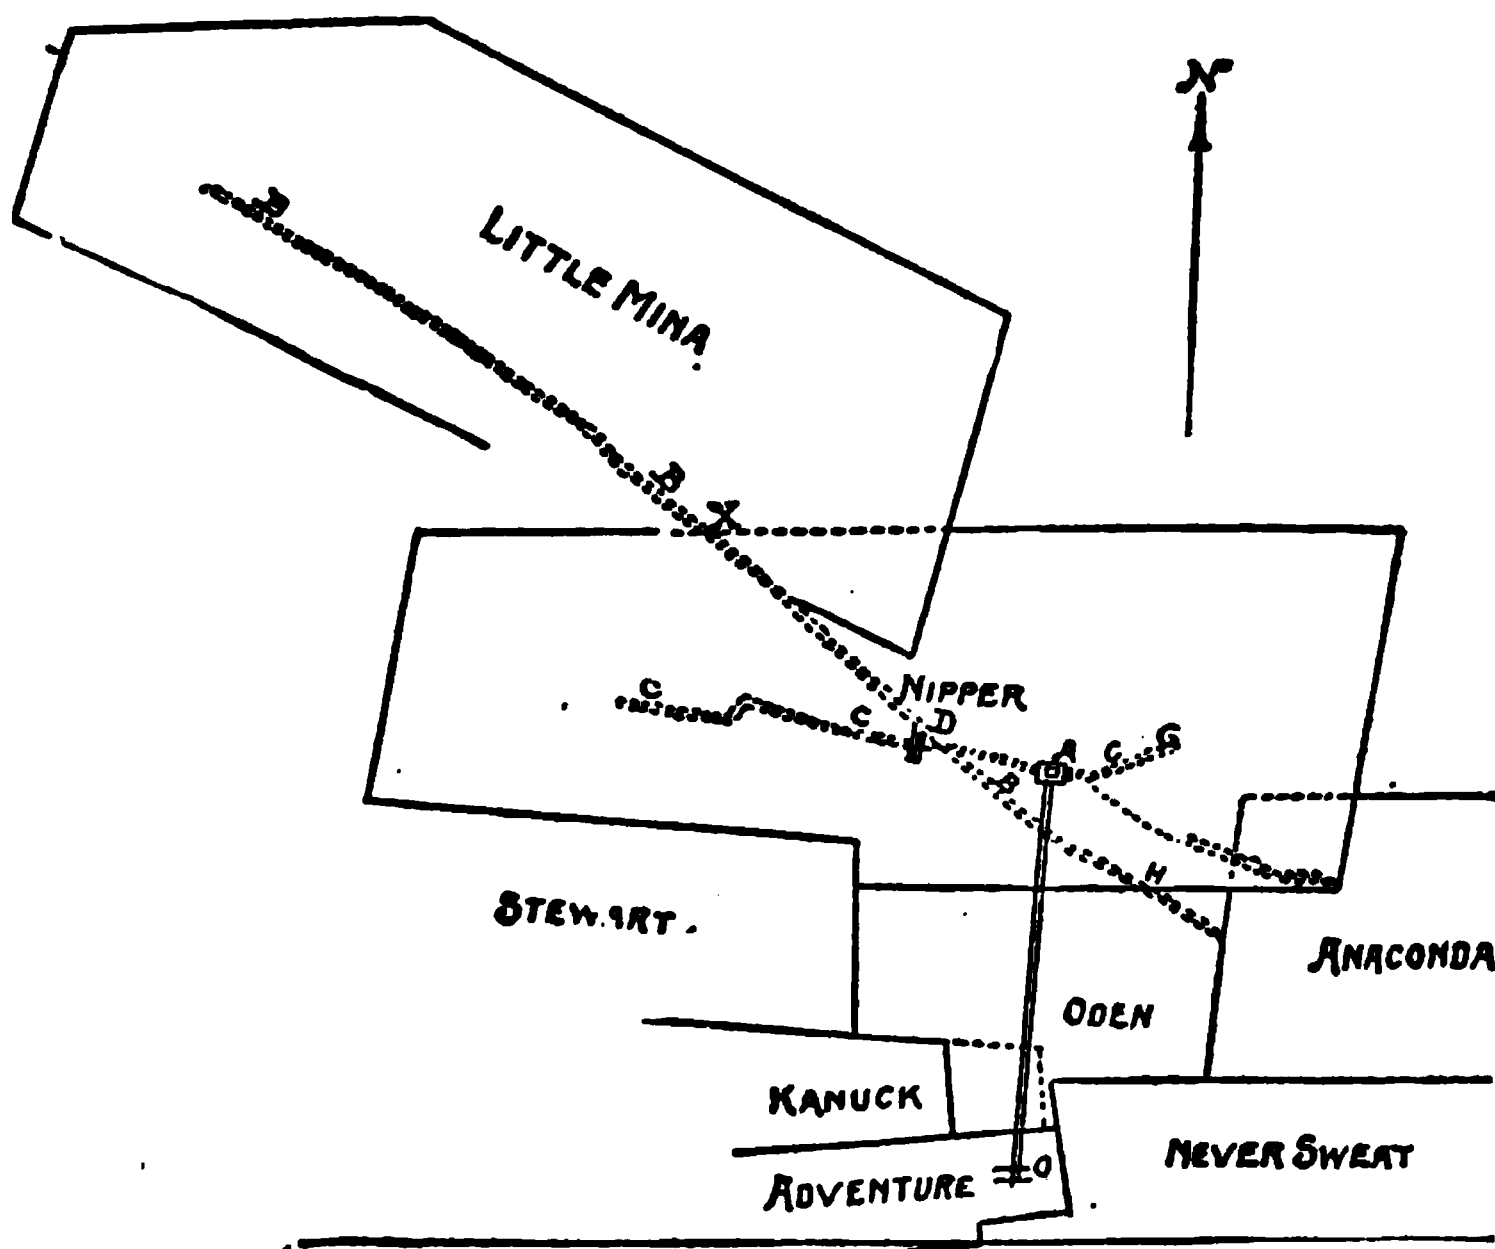 N
B
LITTLE MINA
B
X
NIPPER
C
C
D
A
C
G
B
H
STEWART.
ANACONDA
ODEN
KANUCK
NEVER SWEAT
O
ADVENTURE